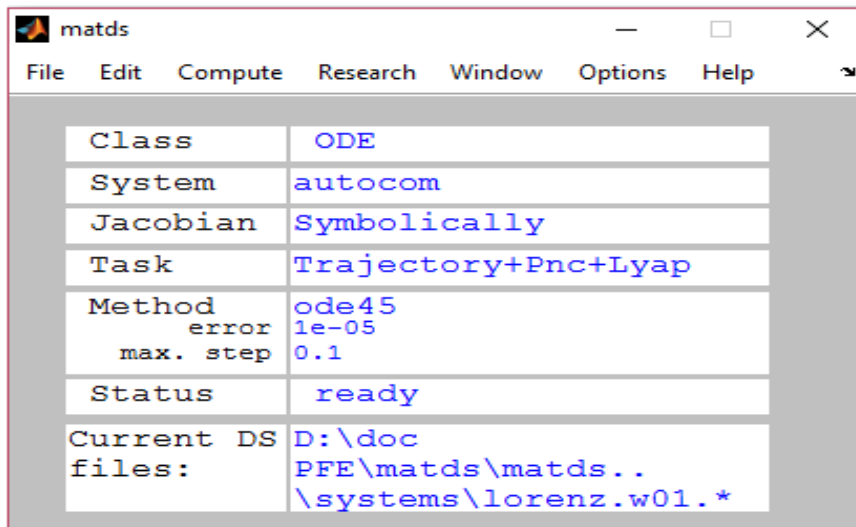 matds
File Edit Compute Research Window Options Help
Class ODE
System autocom
Jacobian Symbolically
Task Trajectory+Pnc+Lyap
Method ode45
error 1e-05
max. step 0.1
Status ready
Current DS D:\doc
files: PFE\matds\matds..
\systems\lorenz.w01.*